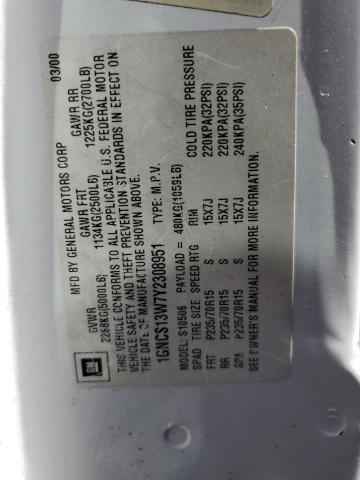 MFD BY GENERAL MOTORS CORP 03/00
GVWR GAWR FRT GAWR RR
2268KG(5000LB) 1134KG(2500LB) 1225KG(2700LB)
THIS VEHICLE CONFORMS TO ALL APPLICABLE U.S. FEDERAL MOTOR
VEHICLE SAFETY AND THEFT PREVENTION STANDARDS IN EFFECT ON
THE DATE OF MANUFACTURE SHOWN ABOVE.
1GNCS13W7Y2308951 TYPE: M.P.V.
MODEL: S10506 PAYLOAD = 480KG(1059LB)
SPAD TIRE SIZE SPEED RTG RIM COLD TIRE PRESSURE
FRT P235/70R15 S 15X7J 220KPA(32PSI)
RR P235/70R15 S 15X7J 220KPA(32PSI)
SPA P235/70R15 S 15X7J 240KPA(35PSI)
SEE OWNER'S MANUAL FOR MORE INFORMATION.
GM